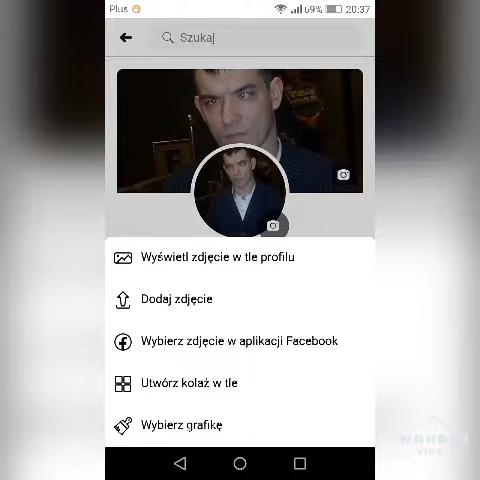 Plus
69% 20:37
Szukaj
Wyświetl zdjęcie w tle profilu
Dodaj zdjęcie
Wybierz zdjęcie w aplikacji Facebook
Utwórz kolaż w tle
Wybierz grafikę
VIDE